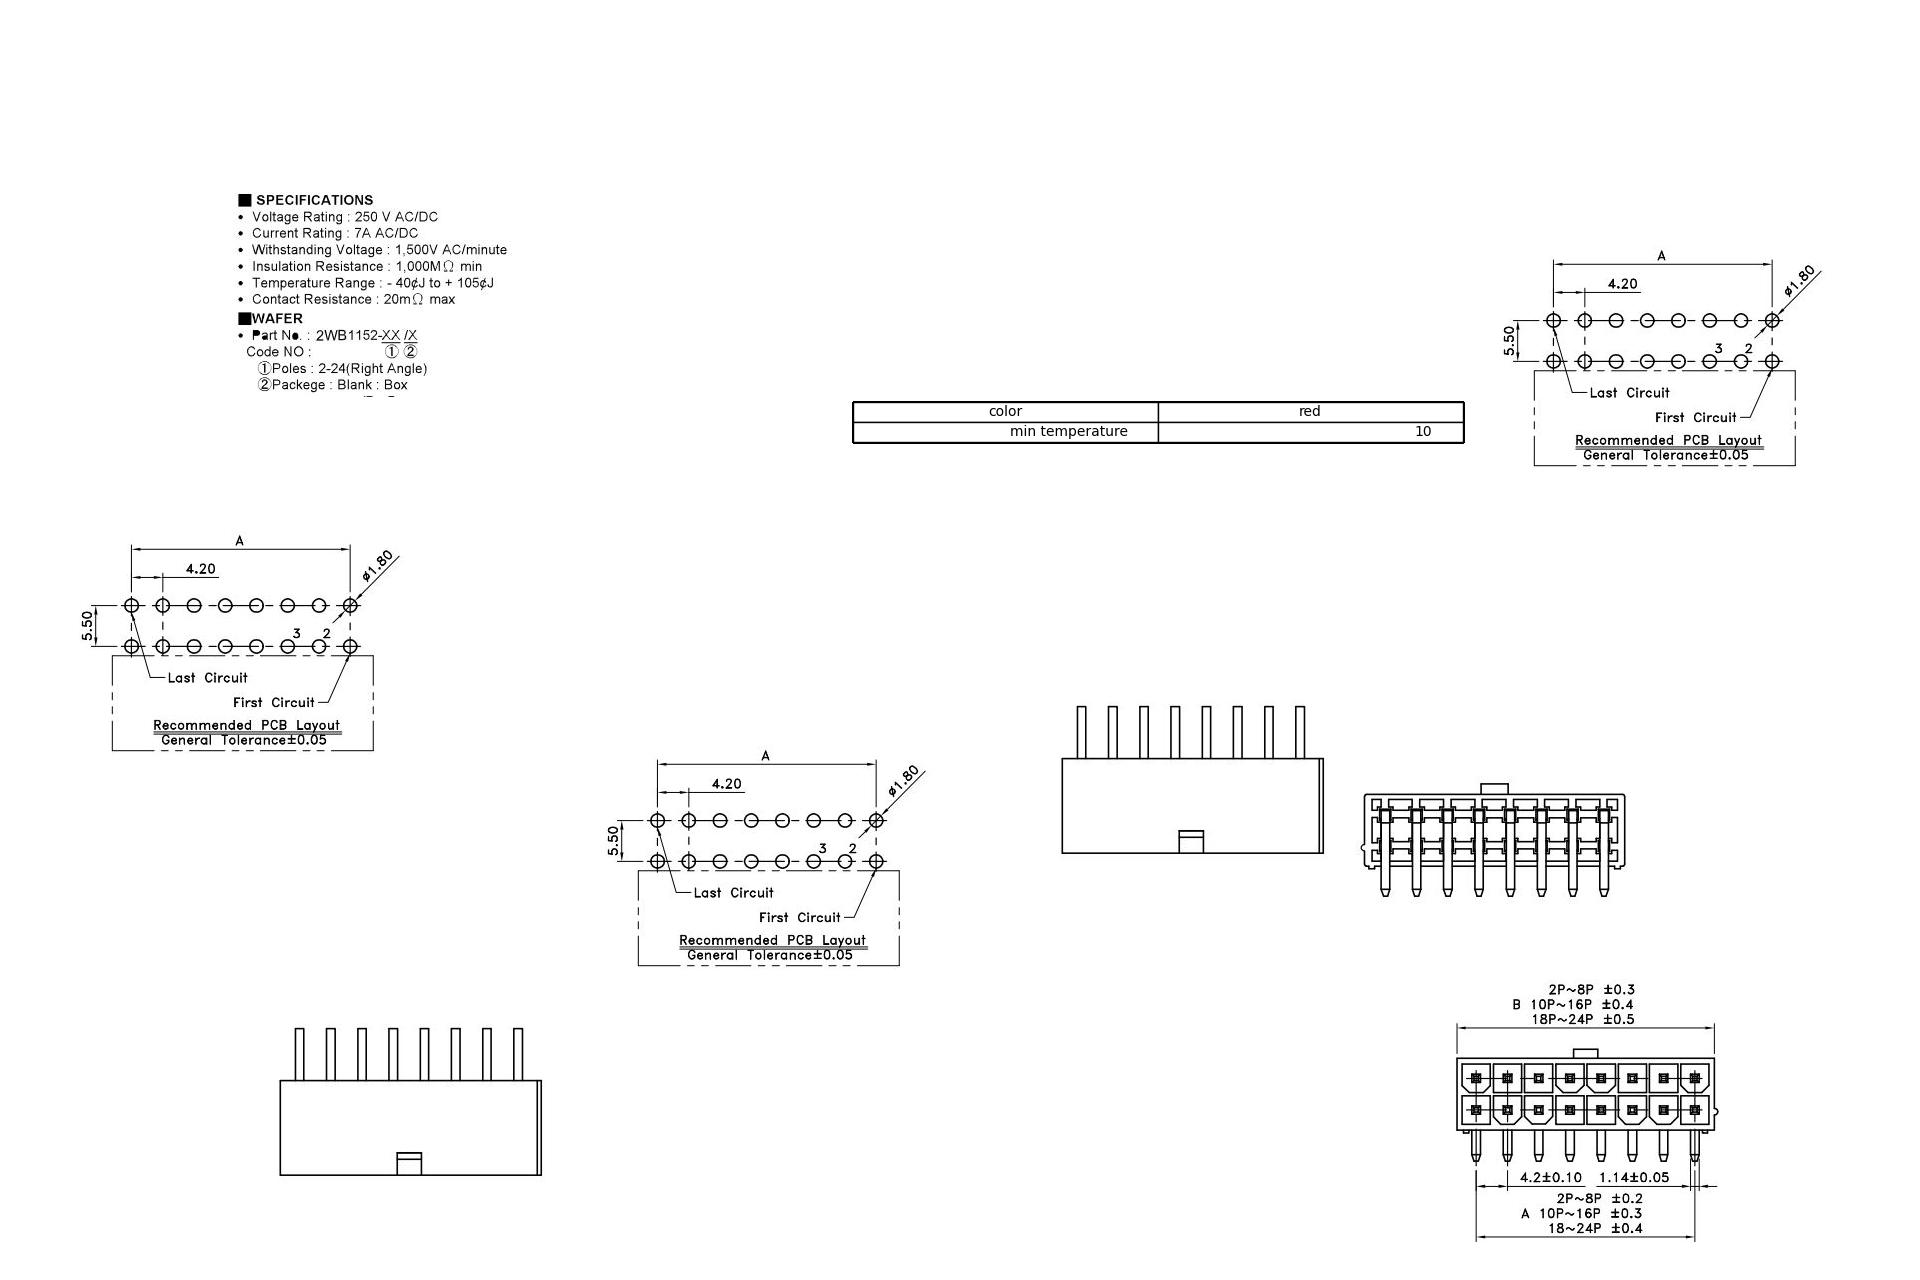 ■ SPECIFICATIONS
• Voltage Rating : 250 V AC/DC
• Current Rating : 7A AC/DC
• Withstanding Voltage : 1,500V AC/minute
• Insulation Resistance : 1,000MΩ min
• Temperature Range : - 40¢J to + 105¢J
• Contact Resistance : 20mΩ max
■WAFER
• Part No. : 2WB1152-XX /X
Code NO : ① ②
①Poles : 2-24(Right Angle)
②Packege : Blank : Box
color red
min temperature 10
A
4.20
ø1.80
5.50
3 2
Last Circuit
First Circuit
Recommended PCB Layout
General Tolerance±0.05
A
4.20
ø1.80
5.50
3 2
Last Circuit
First Circuit
Recommended PCB Layout
General Tolerance±0.05
A
4.20
ø1.80
5.50
3 2
Last Circuit
First Circuit
Recommended PCB Layout
General Tolerance±0.05
2P~8P ±0.3
B 10P~16P ±0.4
18P~24P ±0.5
4.2±0.10 1.14±0.05
2P~8P ±0.2
A 10P~16P ±0.3
18~24P ±0.4